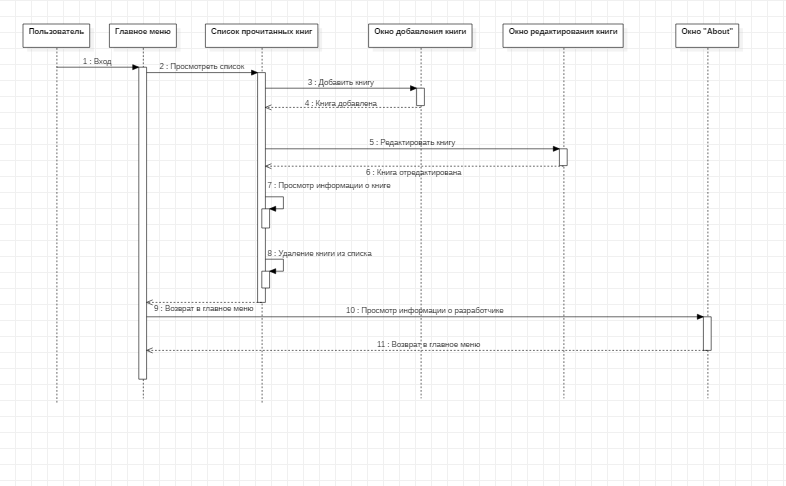 Пользователь
Главное меню
Список прочитанных книг
Окно добавления книги
Окно редактирования книги
Окно "About"
1 : Вход
2 : Просмотреть список
3 : Добавить книгу
4 : Книга добавлена
5 : Редактировать книгу
6 : Книга отредактирована
7 : Просмотр информации о книге
8 : Удаление книги из списка
9 : Возврат в главное меню
10 : Просмотр информации о разработчике
11 : Возврат в главное меню